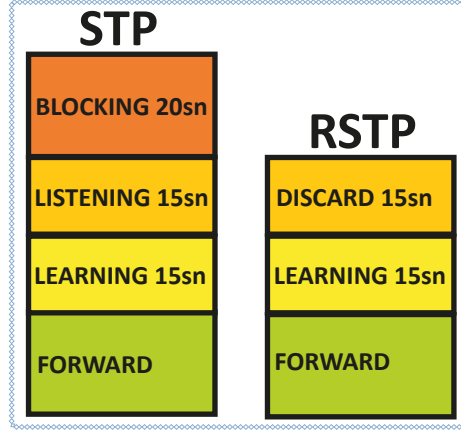 STP
BLOCKING 20sn
LISTENING 15sn
LEARNING 15sn
FORWARD
RSTP
DISCARD 15sn
LEARNING 15sn
FORWARD